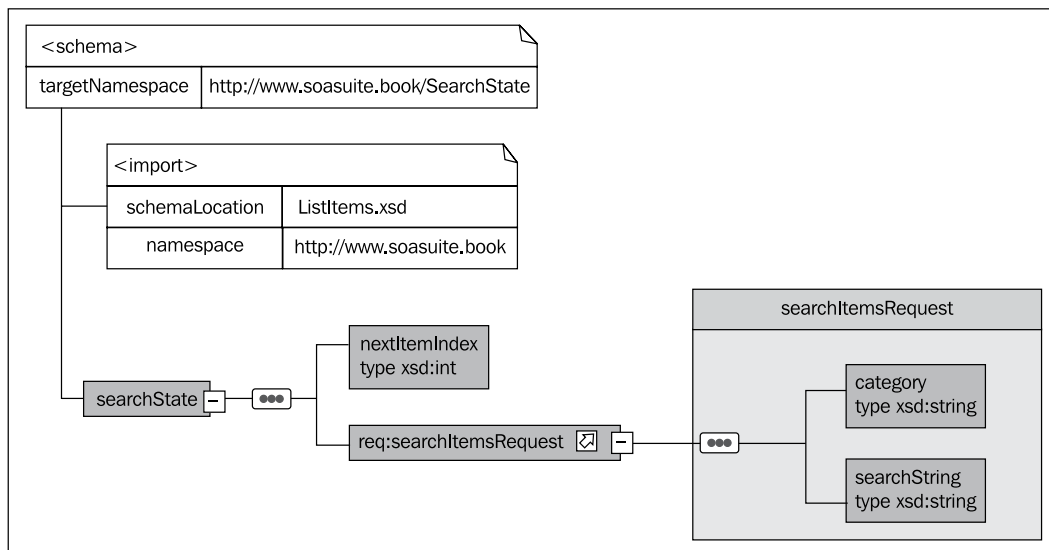 <schema>
targetNamespace http://www.soasuite.book/SearchState
<import>
schemaLocation ListItems.xsd
namespace http://www.soasuite.book
searchItemsRequest
nextItemIndex
type xsd:int
category
type xsd:string
searchState
req:searchItemsRequest
searchString
type xsd:string